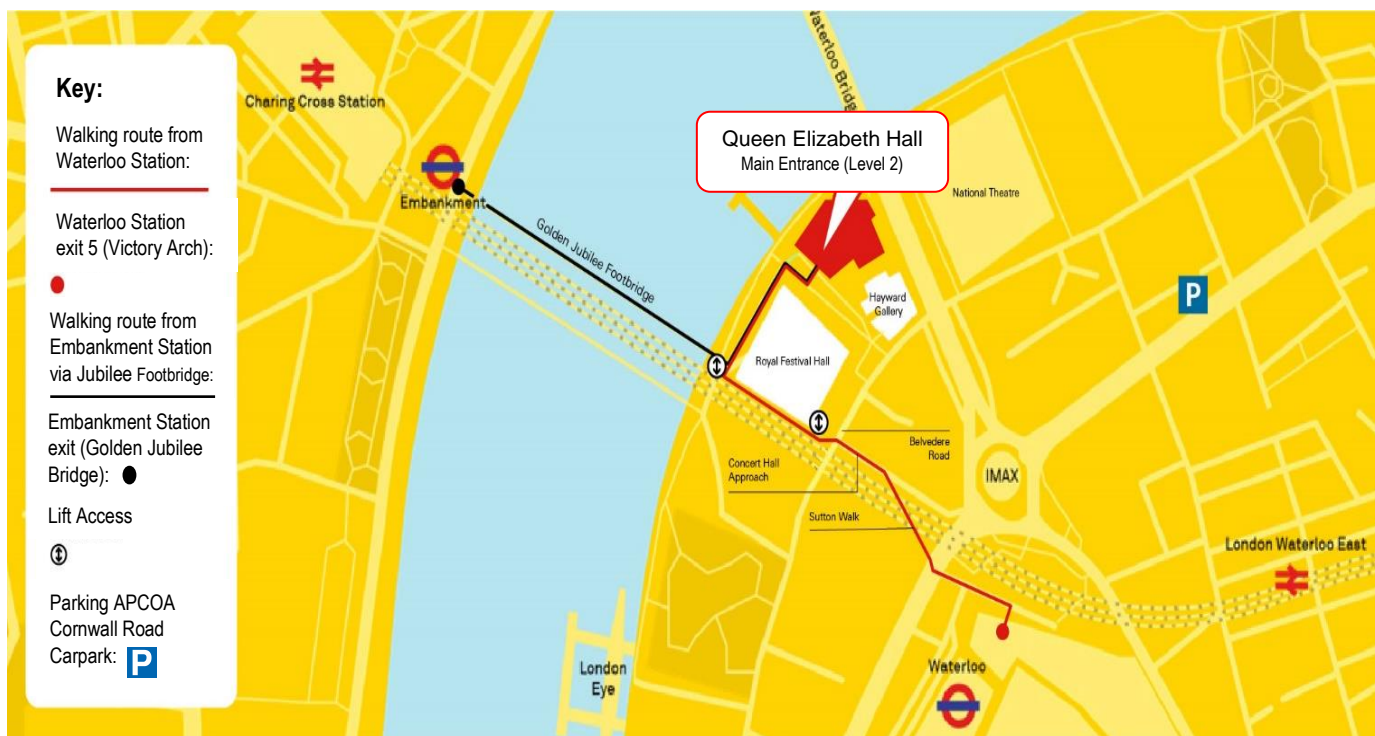 Key:
Walking route from
Waterloo Station:
Waterloo Station
exit 5 (Victory Arch):
Walking route from
Embankment Station
via Jubilee Footbridge:
Embankment Station
exit (Golden Jubilee
Bridge):
Lift Access
Parking APCOA
Cornwall Road
Carpark: P
Charing Cross Station
Embankment
Golden Jubilee Footbridge
Waterloo Bridge
Queen Elizabeth Hall
Main Entrance (Level 2)
National Theatre
Hayward
Gallery
Royal Festival Hall
P
Belvedere
Road
Concert Hall
Approach
IMAX
Sutton Walk
London Waterloo East
London
Eye
Waterloo